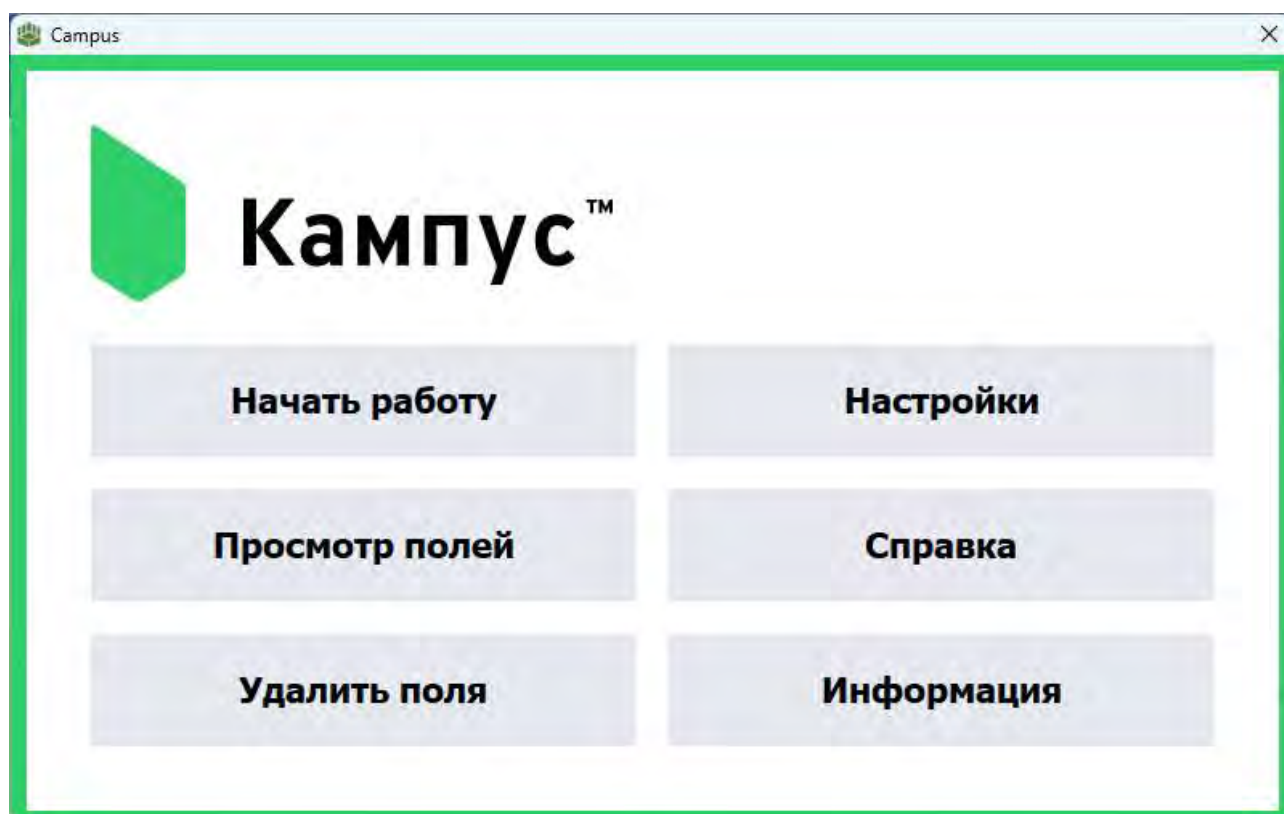 Campus
Кампус™
Начать работу
Настройки
Просмотр полей
Справка
Удалить поля
Информация